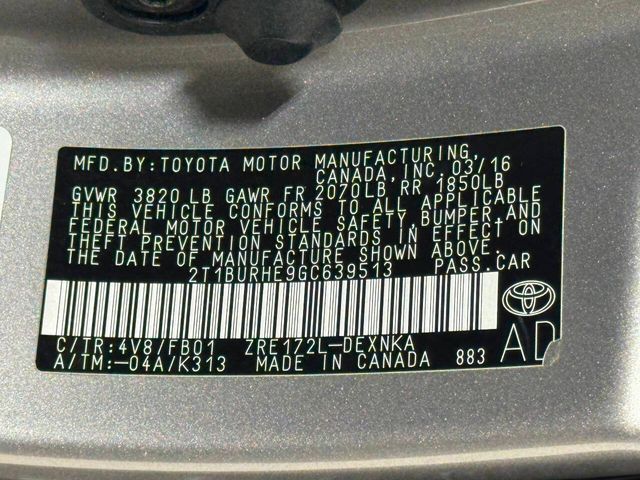 MFD.BY:TOYOTA MOTOR MANUFACTURING,
CANADA, INC. 03/16
GVWR 3820 LB GAWR FR 2070LB RR 1850LB
THIS VEHICLE CONFORMS TO ALL APPLICABLE
FEDERAL MOTOR VEHICLE SAFETY, BUMPER, AND
THEFT PREVENTION STANDARDS IN EFFECT ON
THE DATE OF MANUFACTURE SHOWN ABOVE.
2T1BURHE9GC639513 PASS.CAR
C/TR:4V8/FB01 ZRE172L-DEXNKA
A/TM:-04A/K313 MADE IN CANADA 883
AD